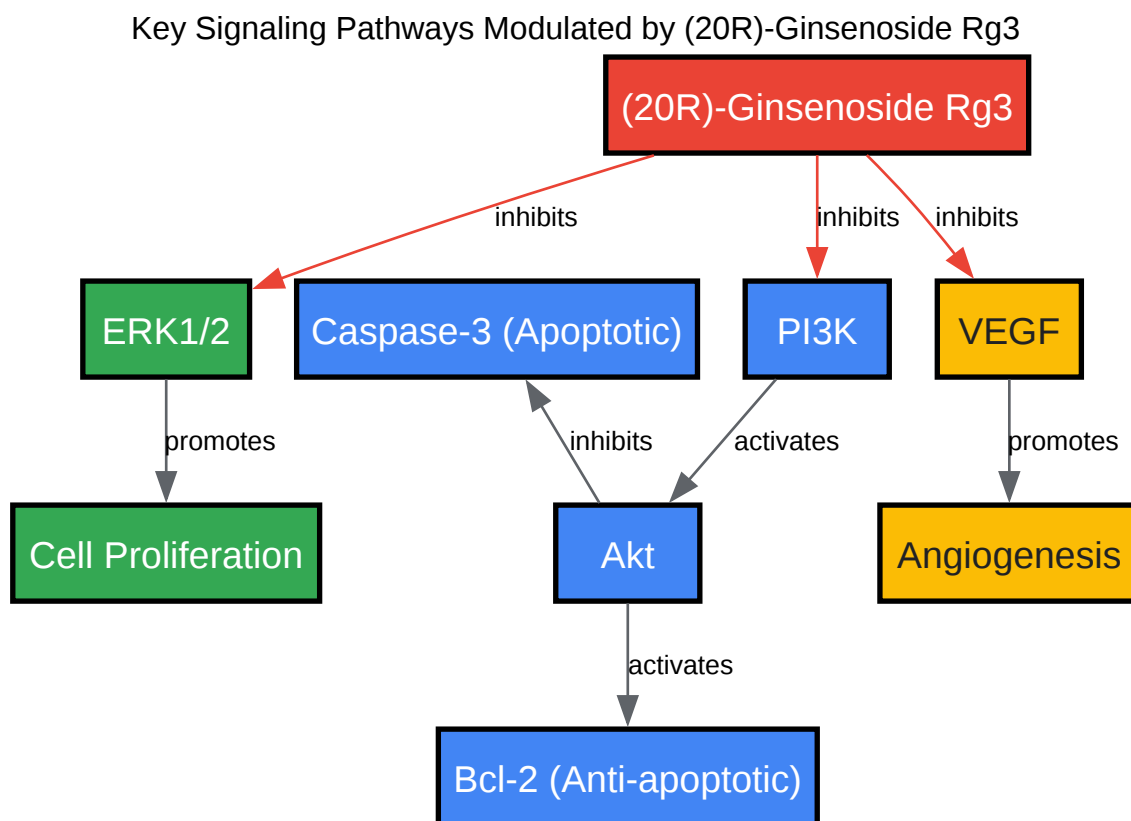 Key Signaling Pathways Modulated by (20R)-Ginsenoside Rg3
(20R)-Ginsenoside Rg3
inhibits
inhibits
inhibits
ERK1/2
Caspase-3 (Apoptotic)
PI3K
VEGF
promotes
inhibits
activates
promotes
Cell Proliferation
Akt
Angiogenesis
activates
Bcl-2 (Anti-apoptotic)